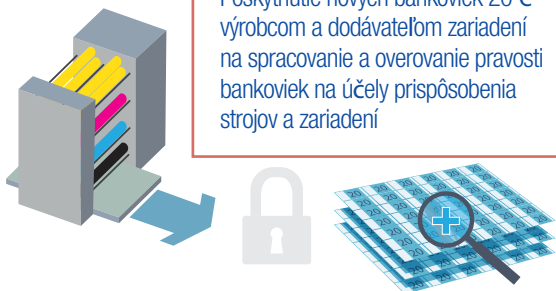 Poskytnutie nových bankoviek 20 €
výrobcom a dodávateľom zariadení
na spracovanie a overovanie pravosti
bankoviek na účely prispôsobenia
strojov a zariadení